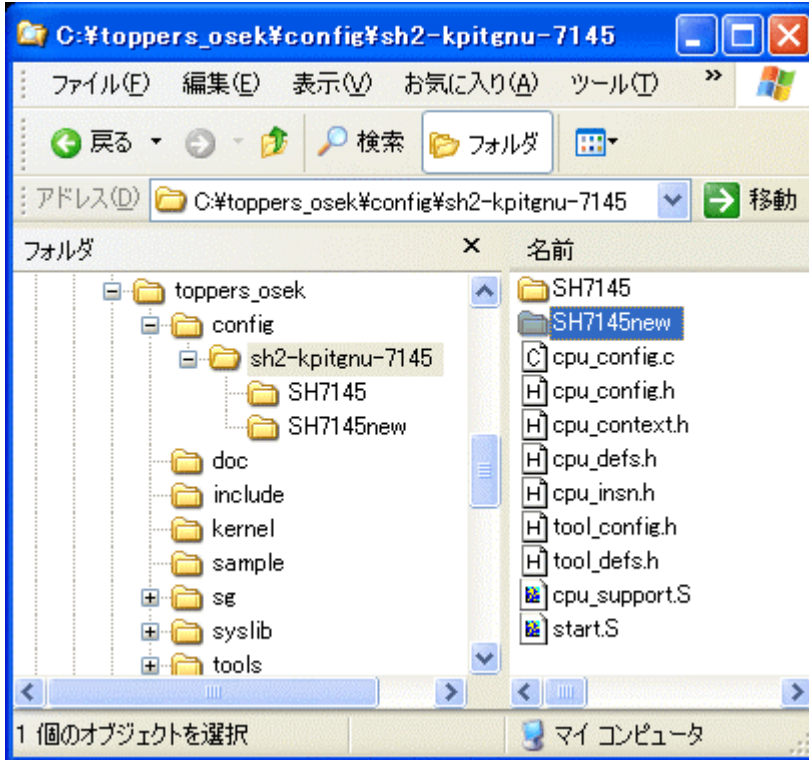 C:¥toppers_osek¥config¥sh2-kpitgnu-7145
ファイル(F) 編集(E) 表示(V) お気に入り(A) ツール(T) »
戻る 検索 フォルダ
アドレス(D) C:¥toppers_osek¥config¥sh2-kpitgnu-7145 移動
フォルダ × 名前
toppers_osek
config
sh2-kpitgnu-7145
SH7145
SH7145new
doc
include
kernel
sample
sg
syslib
tools
SH7145
SH7145new
cpu_config.c
cpu_config.h
cpu_context.h
cpu_defs.h
cpu_insn.h
tool_config.h
tool_defs.h
cpu_support.S
start.S
1 個のオブジェクトを選択 マイ コンピュータ